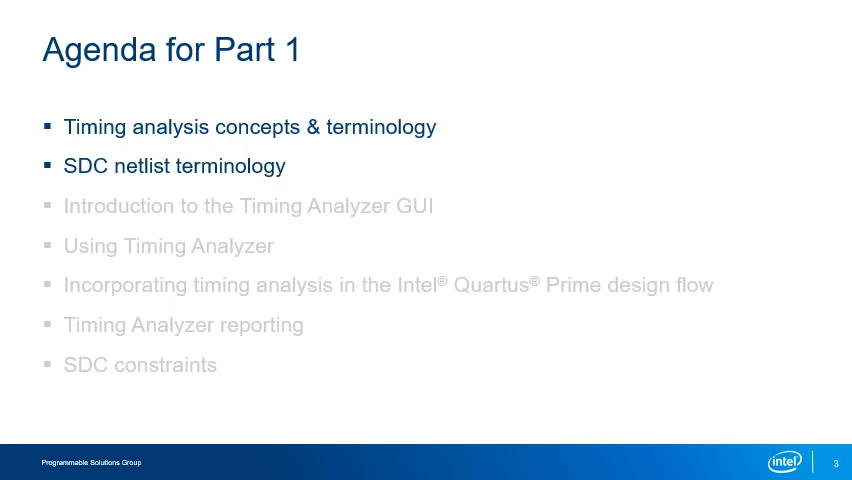 Agenda for Part 1
▪ Timing analysis concepts & terminology
▪ SDC netlist terminology
▪ Introduction to the Timing Analyzer GUI
▪ Using Timing Analyzer
▪ Incorporating timing analysis in the Intel® Quartus® Prime design flow
▪ Timing Analyzer reporting
▪ SDC constraints
Programmable Solutions Group
intel
3